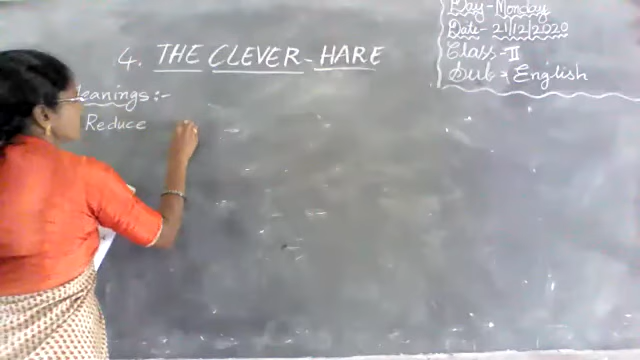 4. THE CLEVER-HARE
Day-Monday
Date-21/12/2020
Class-II
Sub:-English
Meanings:-
Reduce